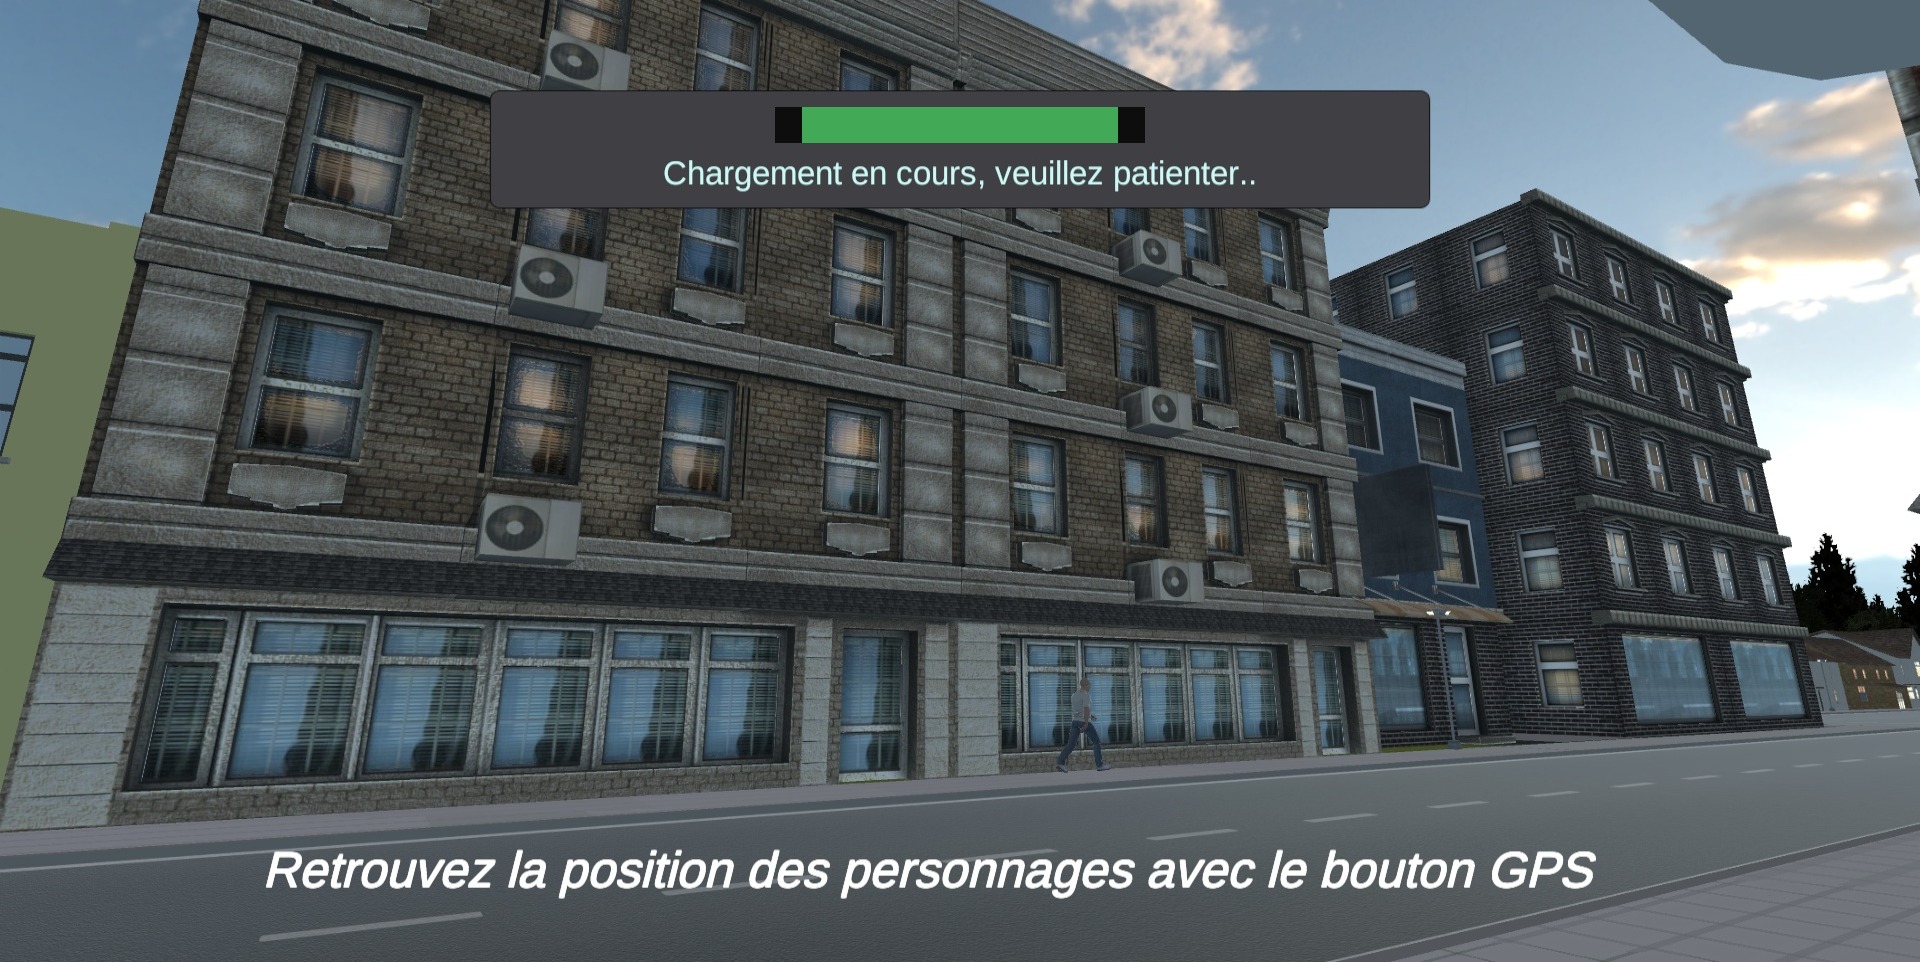 Chargement en cours, veuillez patienter..
Retrouvez la position des personnages avec le bouton GPS